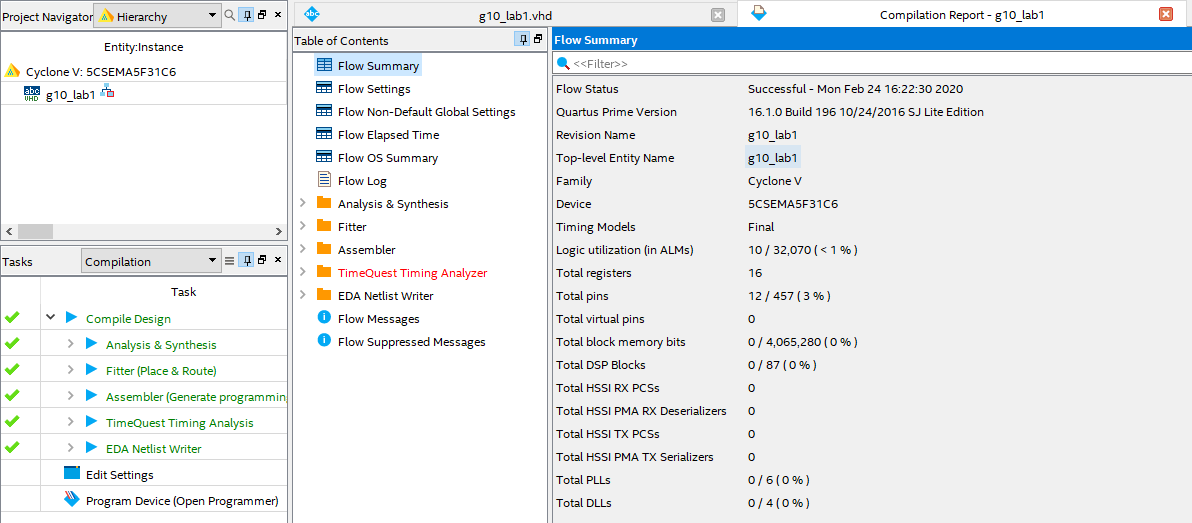 Project Navigator Hierarchy
Entity:Instance
Cyclone V: 5CSEMA5F31C6
abc
VHD
g10_lab1
Tasks Compilation
Task
Compile Design
Analysis & Synthesis
Fitter (Place & Route)
Assembler (Generate programmin
TimeQuest Timing Analysis
EDA Netlist Writer
Edit Settings
Program Device (Open Programmer)
abc
g10_lab1.vhd
Compilation Report - g10_lab1
Table of Contents
Flow Summary
Flow Settings
Flow Non-Default Global Settings
Flow Elapsed Time
Flow OS Summary
Flow Log
Analysis & Synthesis
Fitter
Assembler
TimeQuest Timing Analyzer
EDA Netlist Writer
Flow Messages
Flow Suppressed Messages
Flow Summary
<<Filter>>
Flow Status Successful - Mon Feb 24 16:22:30 2020
Quartus Prime Version 16.1.0 Build 196 10/24/2016 SJ Lite Edition
Revision Name g10_lab1
Top-level Entity Name g10_lab1
Family Cyclone V
Device 5CSEMA5F31C6
Timing Models Final
Logic utilization (in ALMs) 10 / 32,070 ( < 1 % )
Total registers 16
Total pins 12 / 457 ( 3 % )
Total virtual pins 0
Total block memory bits 0 / 4,065,280 ( 0 % )
Total DSP Blocks 0 / 87 ( 0 % )
Total HSSI RX PCSs 0
Total HSSI PMA RX Deserializers 0
Total HSSI TX PCSs 0
Total HSSI PMA TX Serializers 0
Total PLLs 0 / 6 ( 0 % )
Total DLLs 0 / 4 ( 0 % )